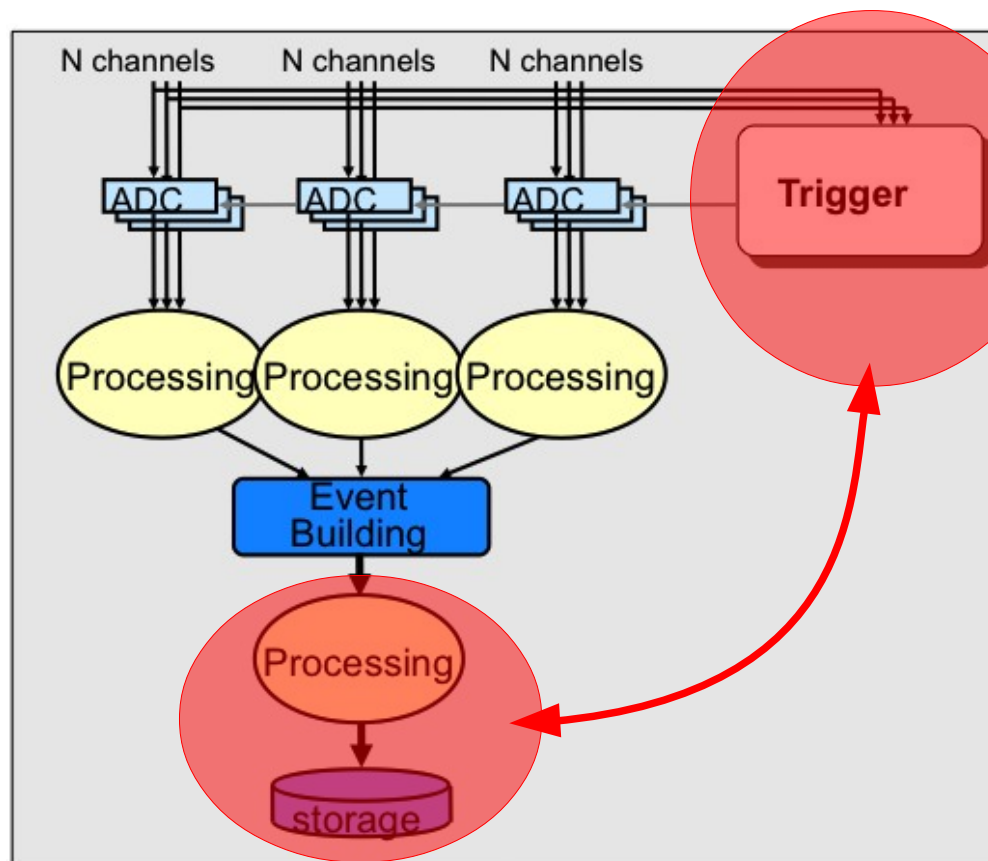 N channels N channels N channels
Trigger
ADC ADC ADC
Processing Processing Processing
Event
Building
Processing
storage